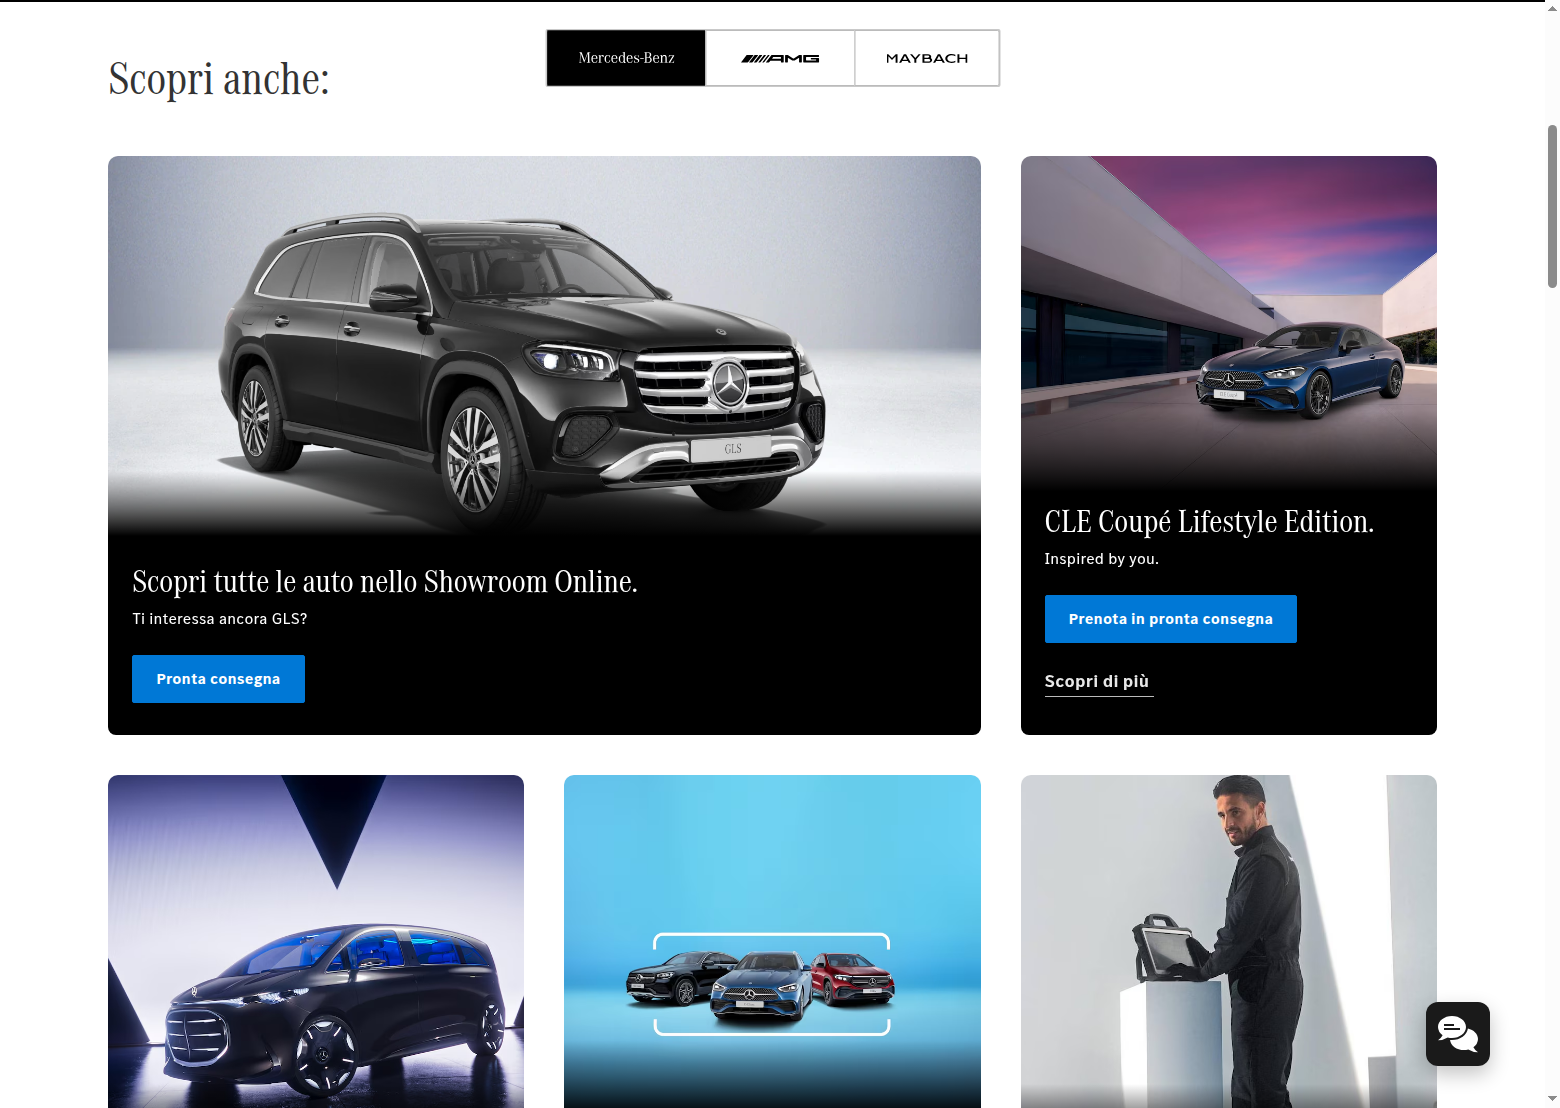 Mercedes-Benz
AMG
MAYBACH
Scopri anche:
GLS
Scopri tutte le auto nello Showroom Online.
Ti interessa ancora GLS?
Pronta consegna
CLE Coupé Lifestyle Edition.
Inspired by you.
Prenota in pronta consegna
Scopri di più